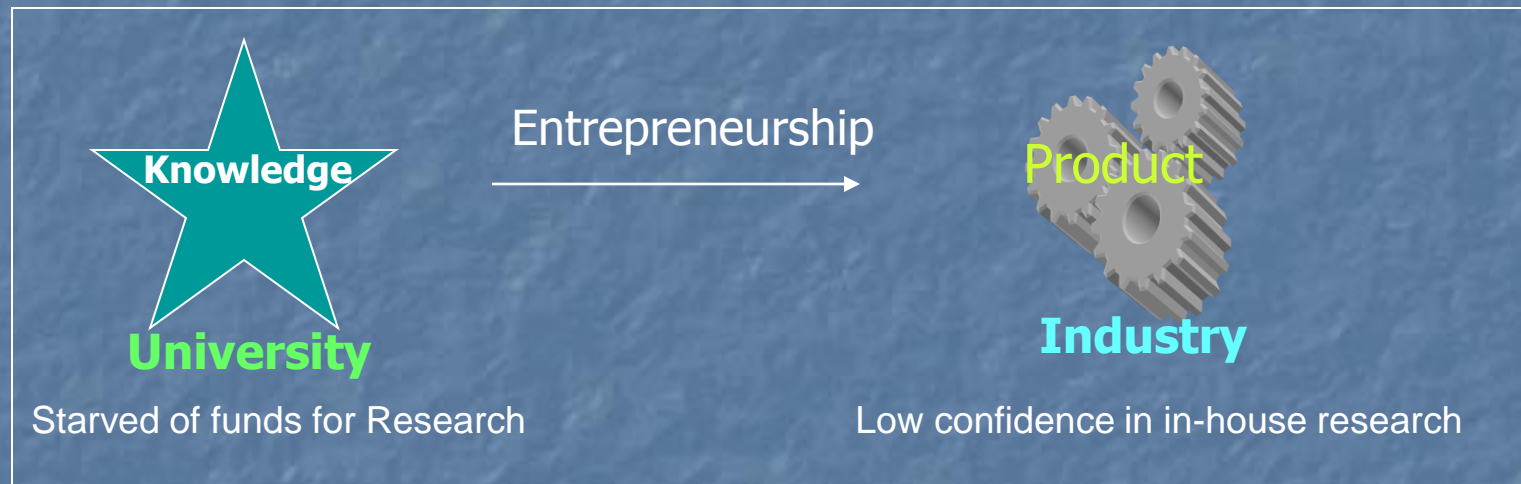 Knowledge
Entrepreneurship
Product
University
Industry
Starved of funds for Research
Low confidence in in-house research